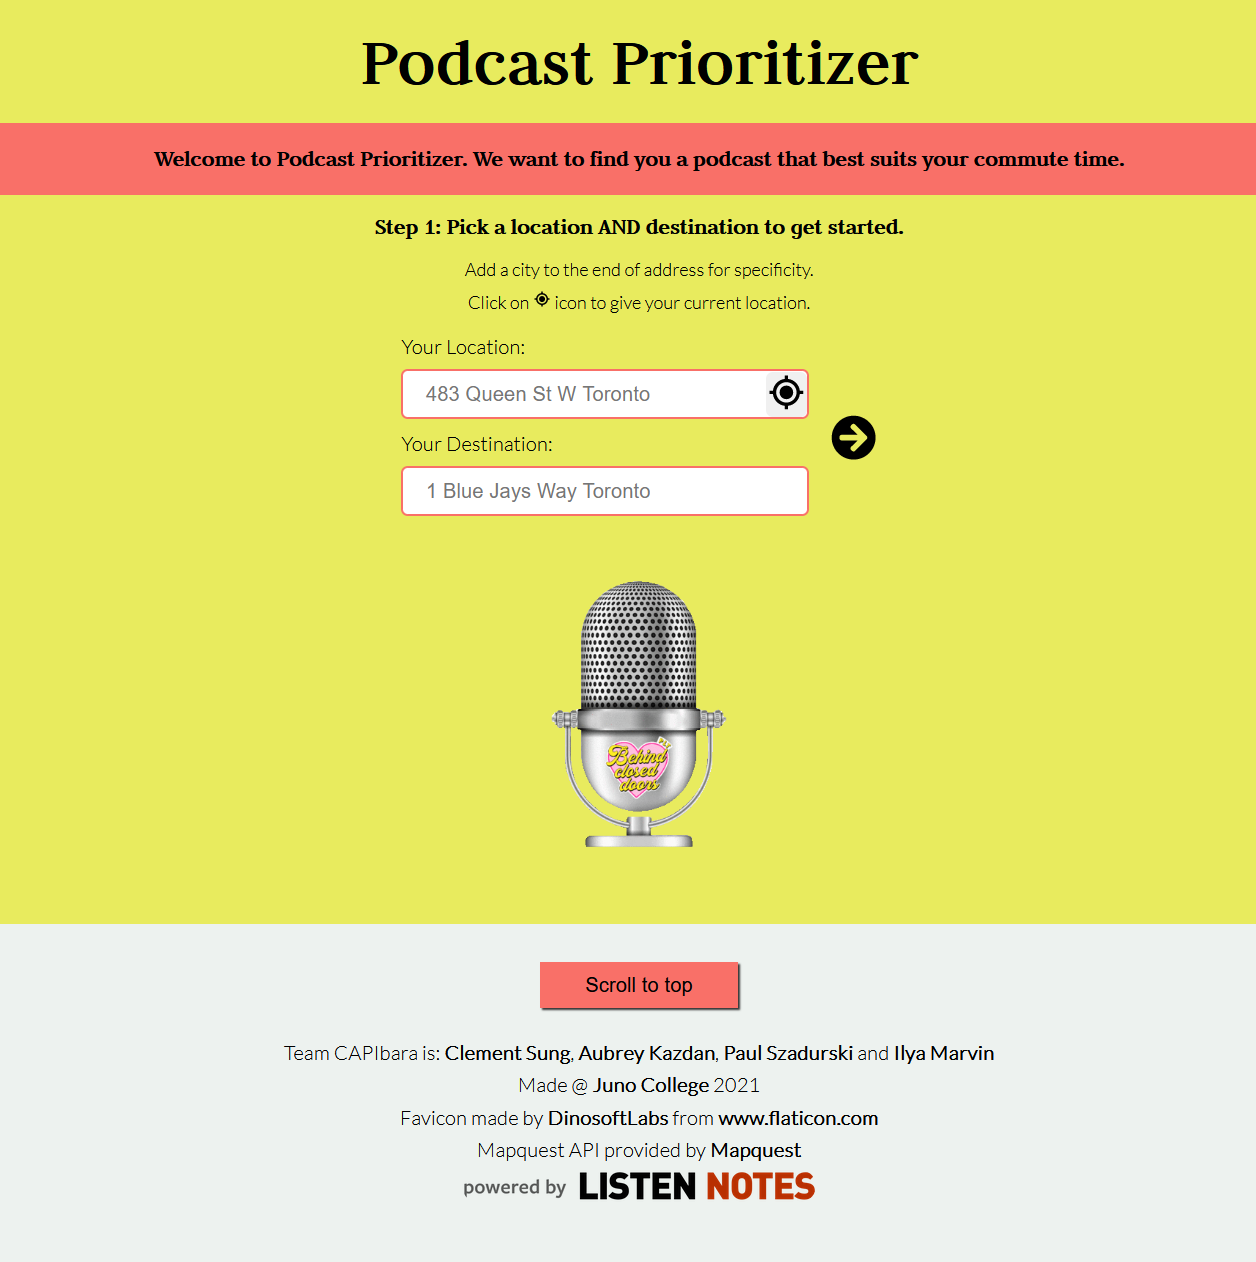 Podcast Prioritizer
Welcome to Podcast Prioritizer. We want to find you a podcast that best suits your commute time.
Step 1: Pick a location AND destination to get started.
Add a city to the end of address for specificity.
Click on icon to give your current location.
Your Location:
483 Queen St W Toronto
Your Destination:
1 Blue Jays Way Toronto
Behind
closed
doors
Scroll to top
Team CAPIbara is: Clement Sung, Aubrey Kazdan, Paul Szadurski and Ilya Marvin
Made @ Juno College 2021
Favicon made by DinosoftLabs from www.flaticon.com
Mapquest API provided by Mapquest
powered by LISTEN NOTES